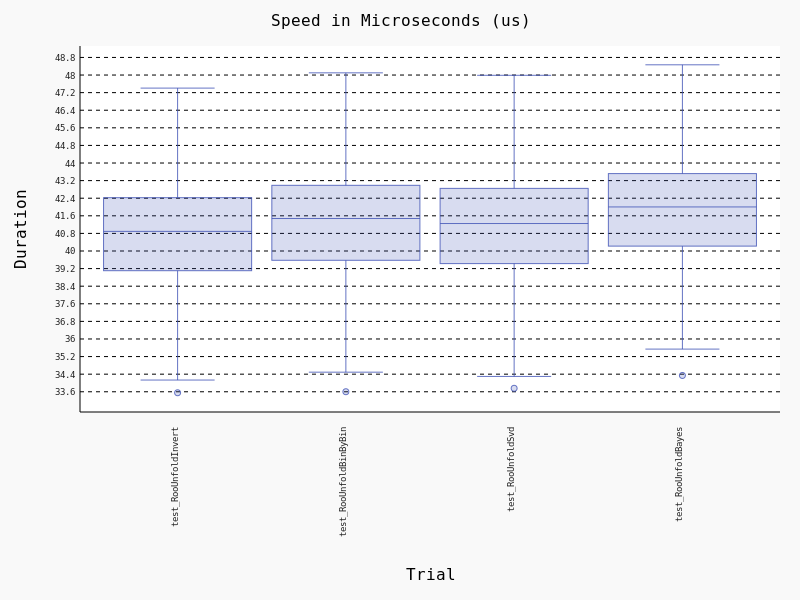 Speed in Microseconds (us)
Duration
48.8
48
47.2
46.4
45.6
44.8
44
43.2
42.4
41.6
40.8
40
39.2
38.4
37.6
36.8
36
35.2
34.4
33.6
test_RooUnfoldInvert
test_RooUnfoldBinByBin
test_RooUnfoldSvd
test_RooUnfoldBayes
Trial